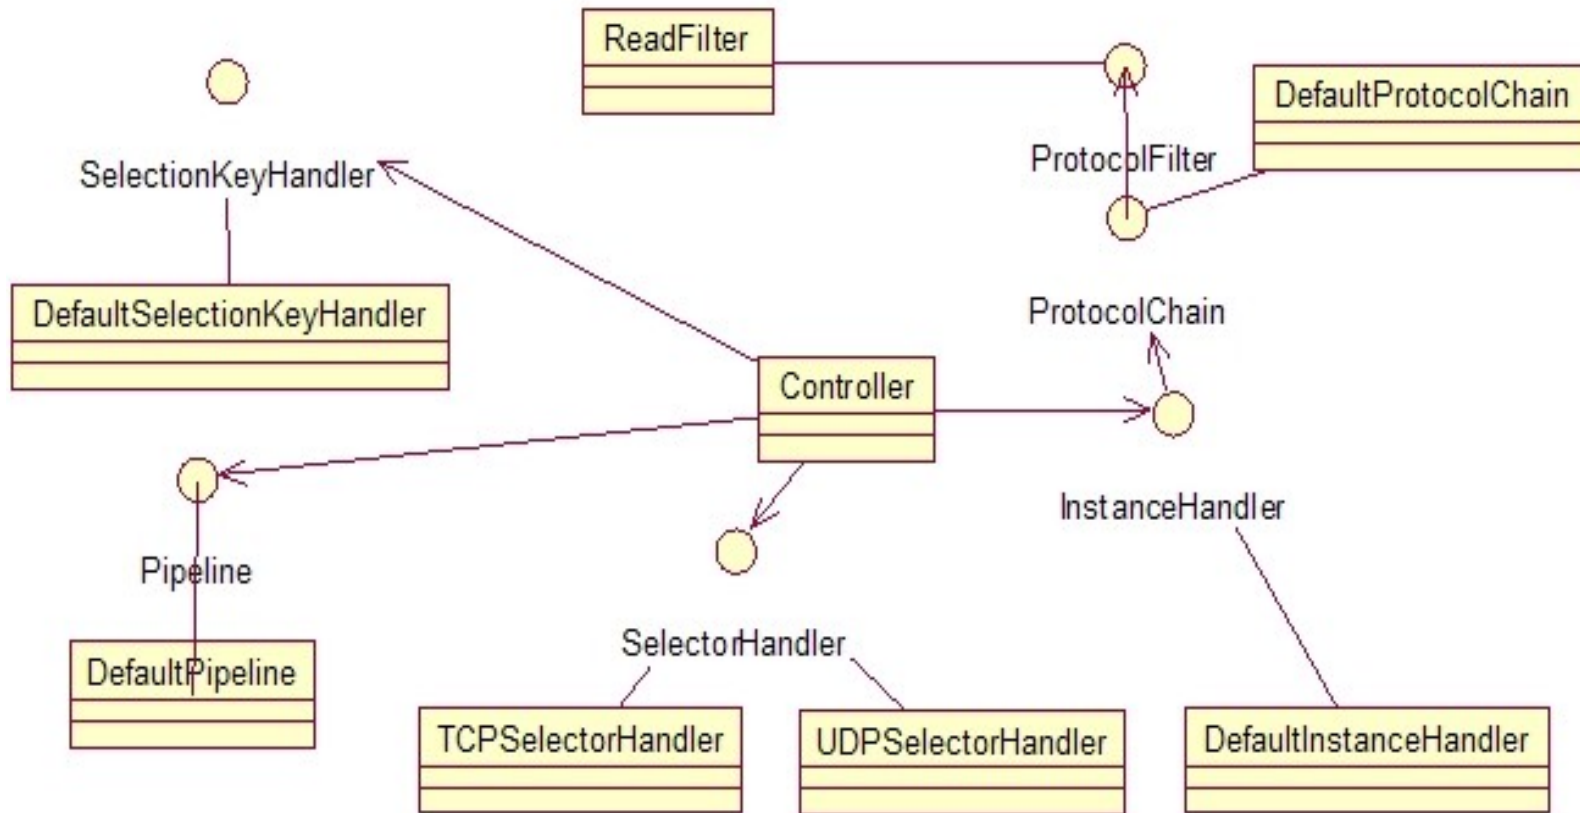 ReadFilter
DefaultProtocolChain
ProtocolFilter
SelectionKeyHandler
DefaultSelectionKeyHandler
ProtocolChain
Controller
InstanceHandler
Pipeline
SelectorHandler
DefaultPipeline
TCPSelectorHandler
UDPSelectorHandler
DefaultInstanceHandler